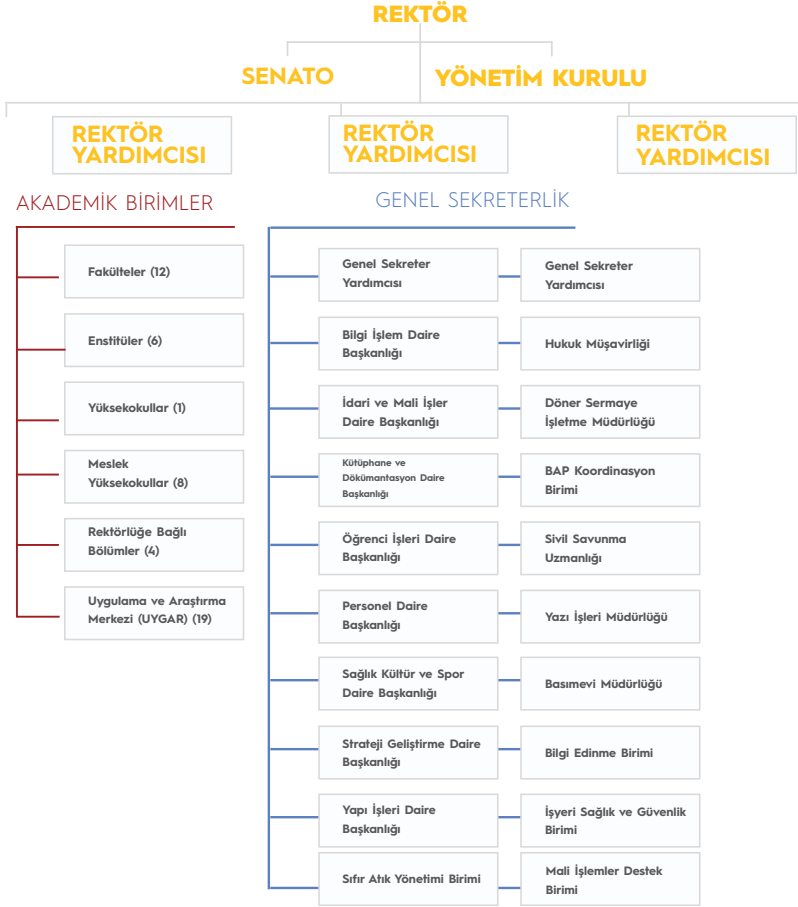 REKTÖR
SENATO
YÖNETİM KURULU
REKTÖR
YARDIMCISI
REKTÖR
YARDIMCISI
REKTÖR
YARDIMCISI
AKADEMİK BİRİMLER
Fakülteler (12)
Enstitüler (6)
Yüksekokullar (1)
Meslek
Yüksekokullar (8)
Rektörlüğe Bağlı
Bölümler (4)
Uygulama ve Araştırma
Merkezi (UYGAR) (19)
GENEL SEKRETERLİK
Genel Sekreter
Yardımcısı
Genel Sekreter
Yardımcısı
Bilgi İşlem Daire
Başkanlığı
Hukuk Müşavirliği
İdari ve Mali İşler
Daire Başkanlığı
Döner Sermaye
İşletme Müdürlüğü
Kütüphane ve
Dökümantasyon Daire
Başkanlığı
BAP Koordinasyon
Birimi
Öğrenci İşleri Daire
Başkanlığı
Sivil Savunma
Uzmanlığı
Personel Daire
Başkanlığı
Yazı İşleri Müdürlüğü
Sağlık Kültür ve Spor
Daire Başkanlığı
Basımevi Müdürlüğü
Strateji Geliştirme Daire
Başkanlığı
Bilgi Edinme Birimi
Yapı İşleri Daire
Başkanlığı
İşyeri Sağlık ve Güvenlik
Birimi
Sıfır Atık Yönetimi Birimi
Mali İşlemler Destek
Birimi